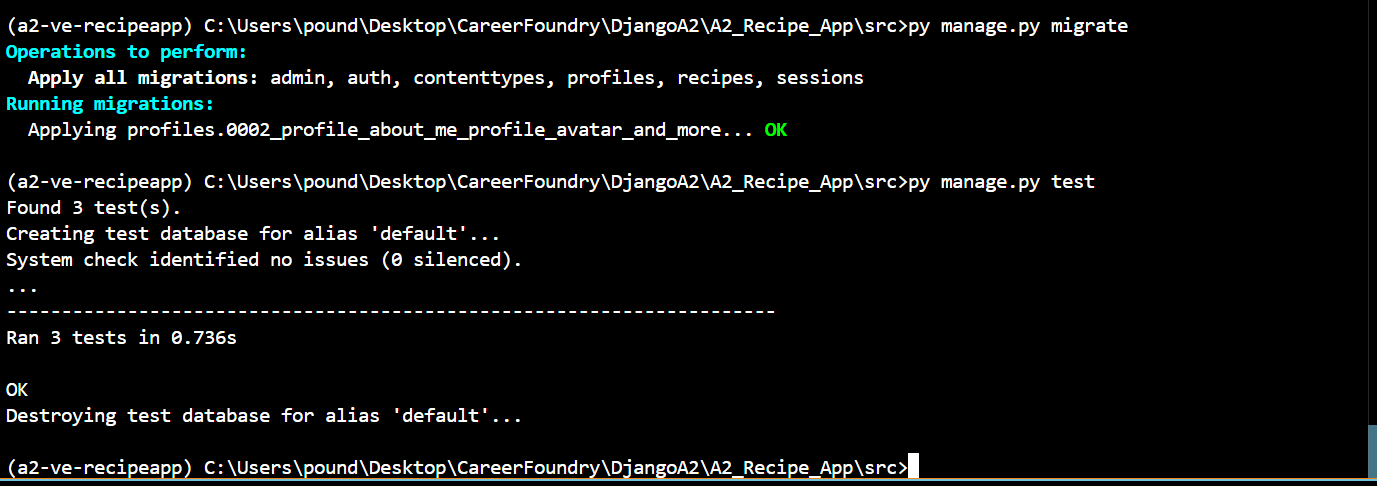 (a2-ve-recipeapp) C:\Users\pound\Desktop\CareerFoundry\DjangoA2\A2_Recipe_App\src>py manage.py migrate
Operations to perform:
  Apply all migrations: admin, auth, contenttypes, profiles, recipes, sessions
Running migrations:
  Applying profiles.0002_profile_about_me_profile_avatar_and_more... OK
(a2-ve-recipeapp) C:\Users\pound\Desktop\CareerFoundry\DjangoA2\A2_Recipe_App\src>py manage.py test
Found 3 test(s).
Creating test database for alias 'default'...
System check identified no issues (0 silenced).
...
----------------------------------------------------------------------
Ran 3 tests in 0.736s
OK
Destroying test database for alias 'default'...
(a2-ve-recipeapp) C:\Users\pound\Desktop\CareerFoundry\DjangoA2\A2_Recipe_App\src>